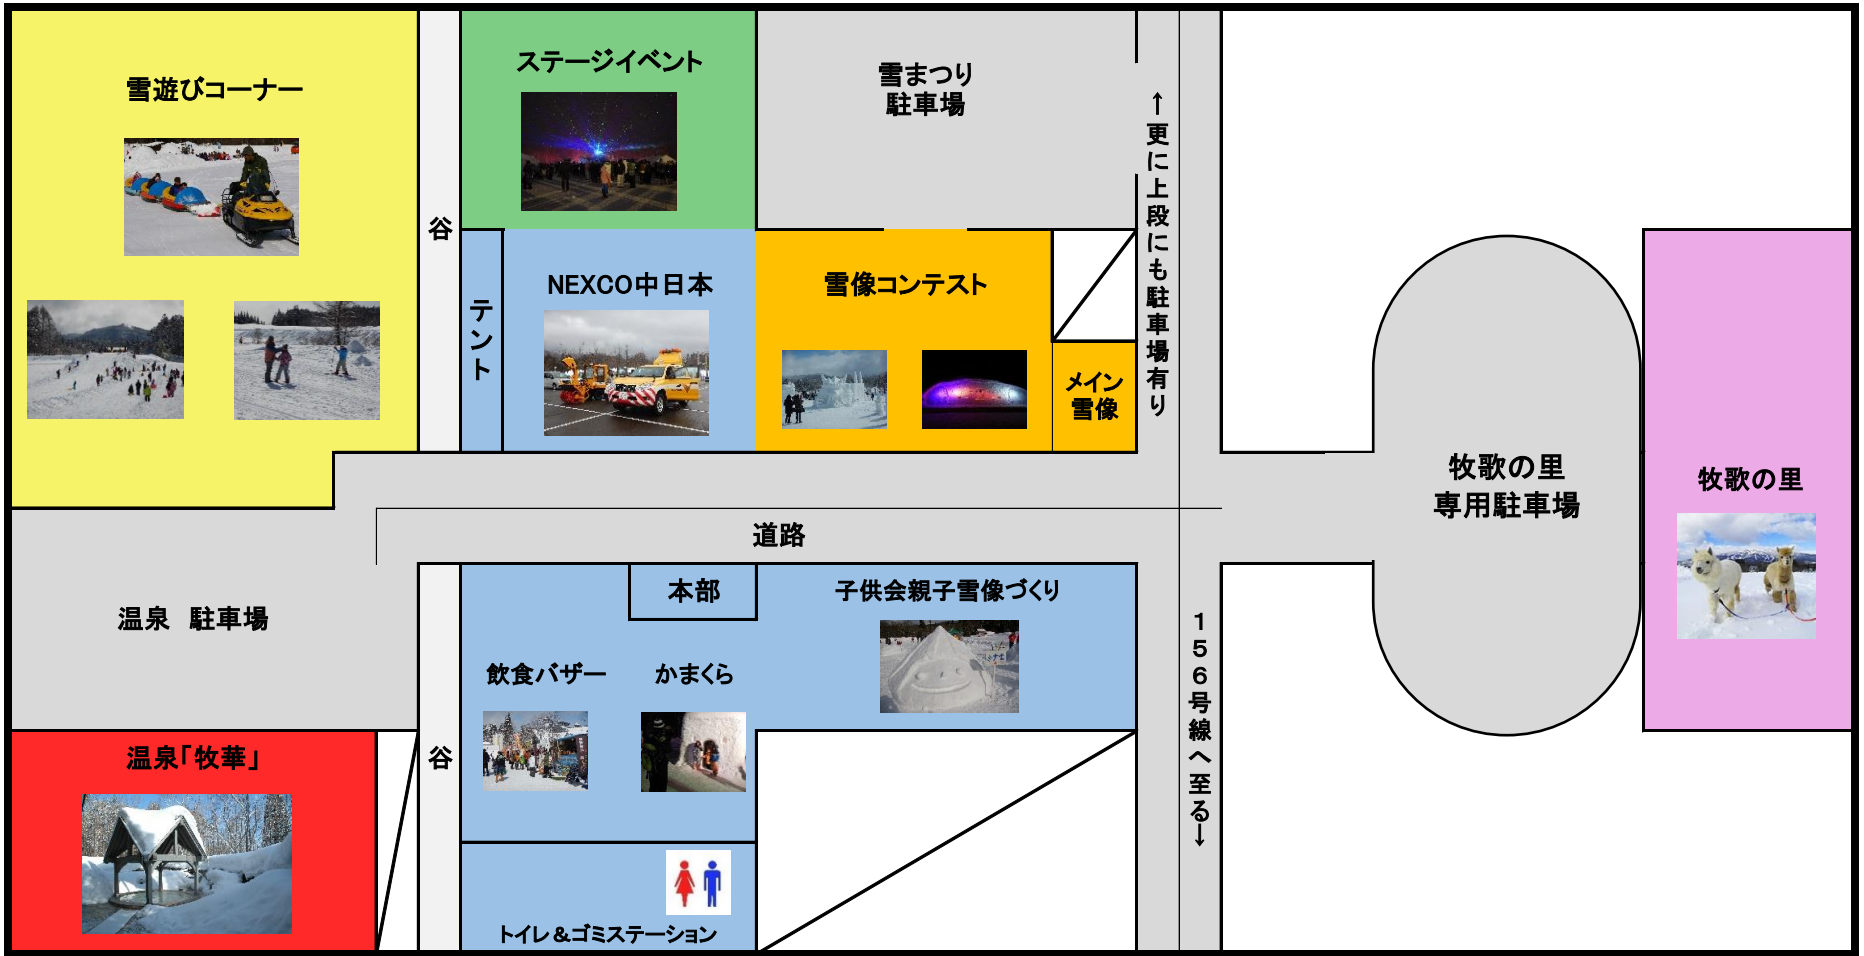 雪遊びコーナー
谷
ステージイベント
雪まつり
駐車場
↑更に上段にも駐車場有り
テント
NEXCO中日本
雪像コンテスト
メイン
雪像
牧歌の里
専用駐車場
牧歌の里
道路
温泉　駐車場
本部
子供会親子雪像づくり
156号線へ至る↓
飲食バザー
かまくら
温泉「牧華」
谷
トイレ&ゴミステーション